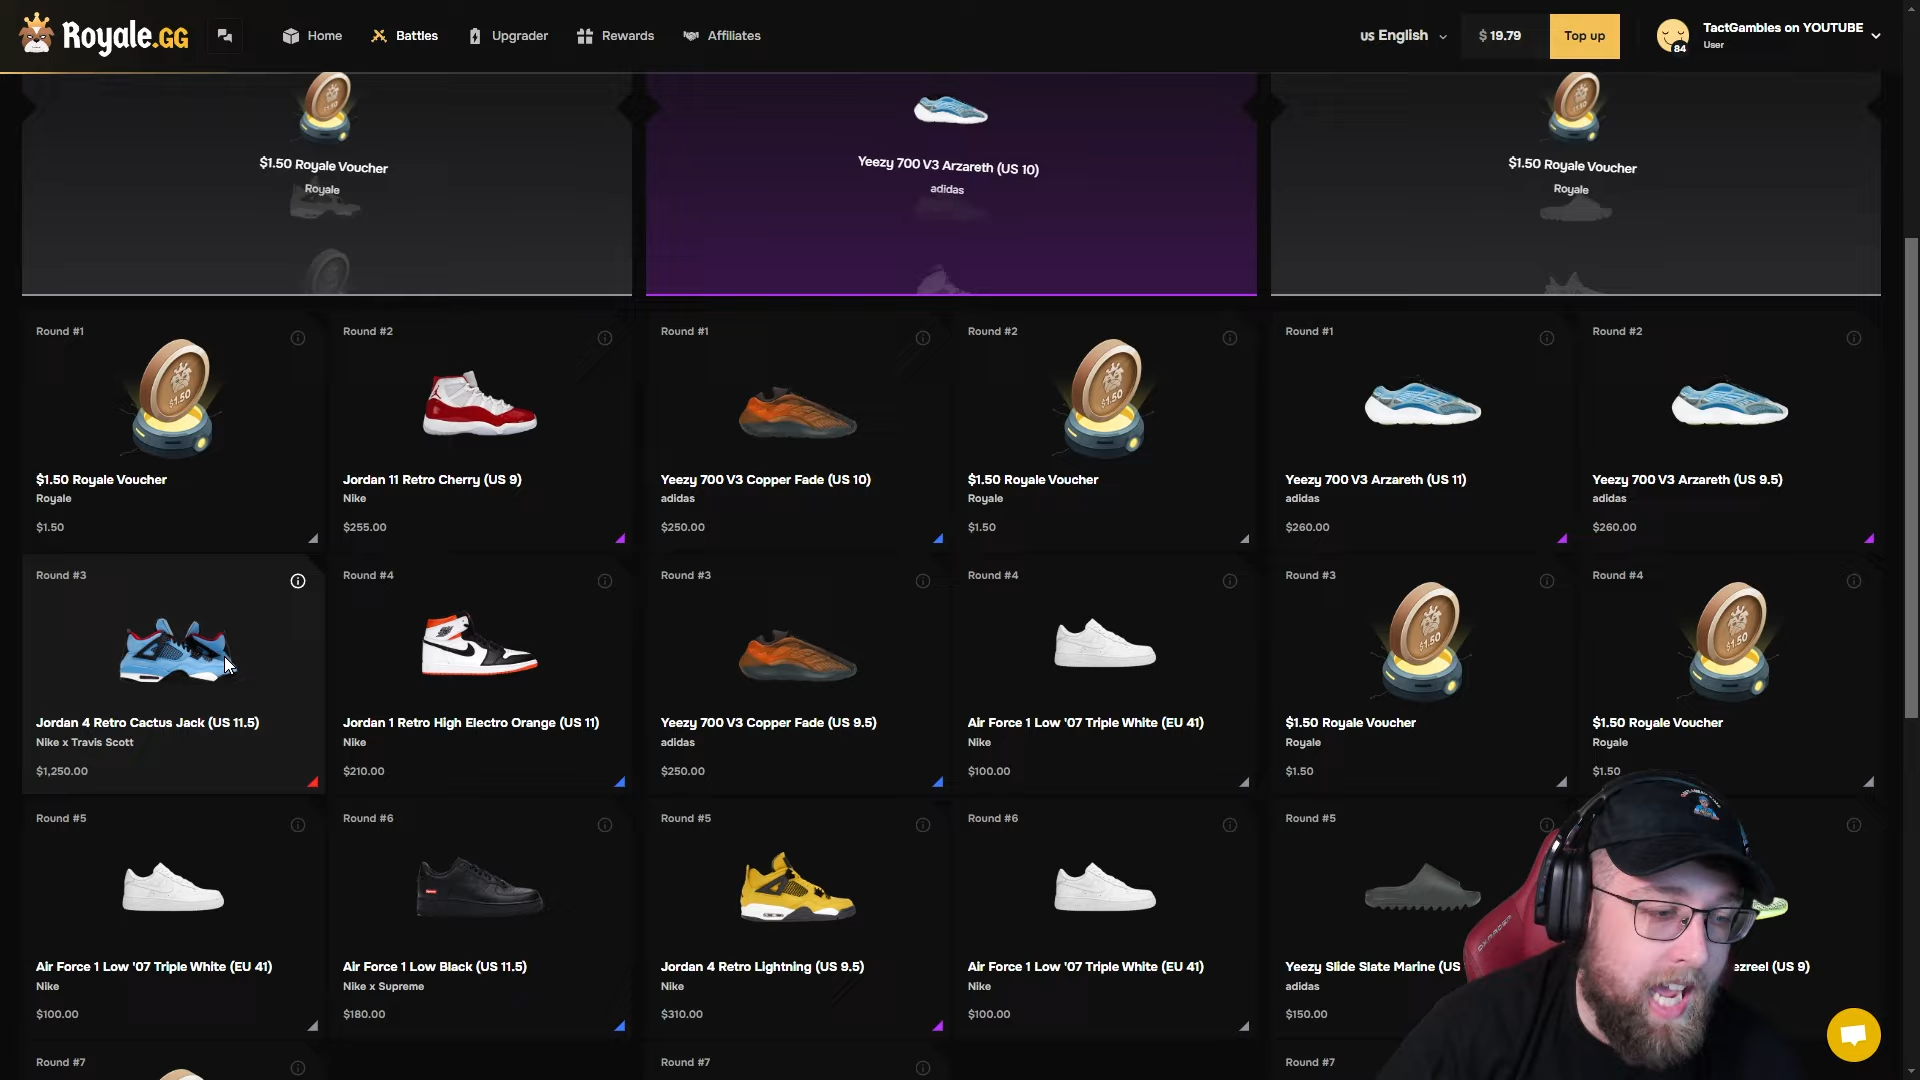 Royale.GG
Home
Battles
Upgrader
Rewards
Affiliates
us English
$ 19.79
Top up
84
TactGambles on YOUTUBE
User
$1.50 Royale Voucher
Royale
Yeezy 700 V3 Arzareth (US 10)
adidas
$1.50 Royale Voucher
Royale
Round #1
$1.50
$1.50 Royale Voucher
Royale
$1.50
Round #2
Jordan 11 Retro Cherry (US 9)
Nike
$255.00
Round #1
Yeezy 700 V3 Copper Fade (US 10)
adidas
$250.00
Round #2
$1.50
$1.50 Royale Voucher
Royale
$1.50
Round #1
Yeezy 700 V3 Arzareth (US 11)
adidas
$260.00
Round #2
Yeezy 700 V3 Arzareth (US 9.5)
adidas
$260.00
Round #3
Jordan 4 Retro Cactus Jack (US 11.5)
Nike x Travis Scott
$1,250.00
Round #4
Jordan 1 Retro High Electro Orange (US 11)
Nike
$210.00
Round #3
Yeezy 700 V3 Copper Fade (US 9.5)
adidas
$250.00
Round #4
Air Force 1 Low '07 Triple White (EU 41)
Nike
$100.00
Round #3
$1.50
$1.50 Royale Voucher
Royale
$1.50
Round #4
$1.50
$1.50 Royale Voucher
Royale
$1.50
Round #5
Air Force 1 Low '07 Triple White (EU 41)
Nike
$100.00
Round #6
Air Force 1 Low Black (US 11.5)
Nike x Supreme
$180.00
Round #5
Jordan 4 Retro Lightning (US 9.5)
Nike
$310.00
Round #6
Air Force 1 Low '07 Triple White (EU 41)
Nike
$100.00
Round #5
Yeezy Slide Slate Marine (US
adidas
$150.00
ezreel (US 9)
Round #7
Round #7
Round #7